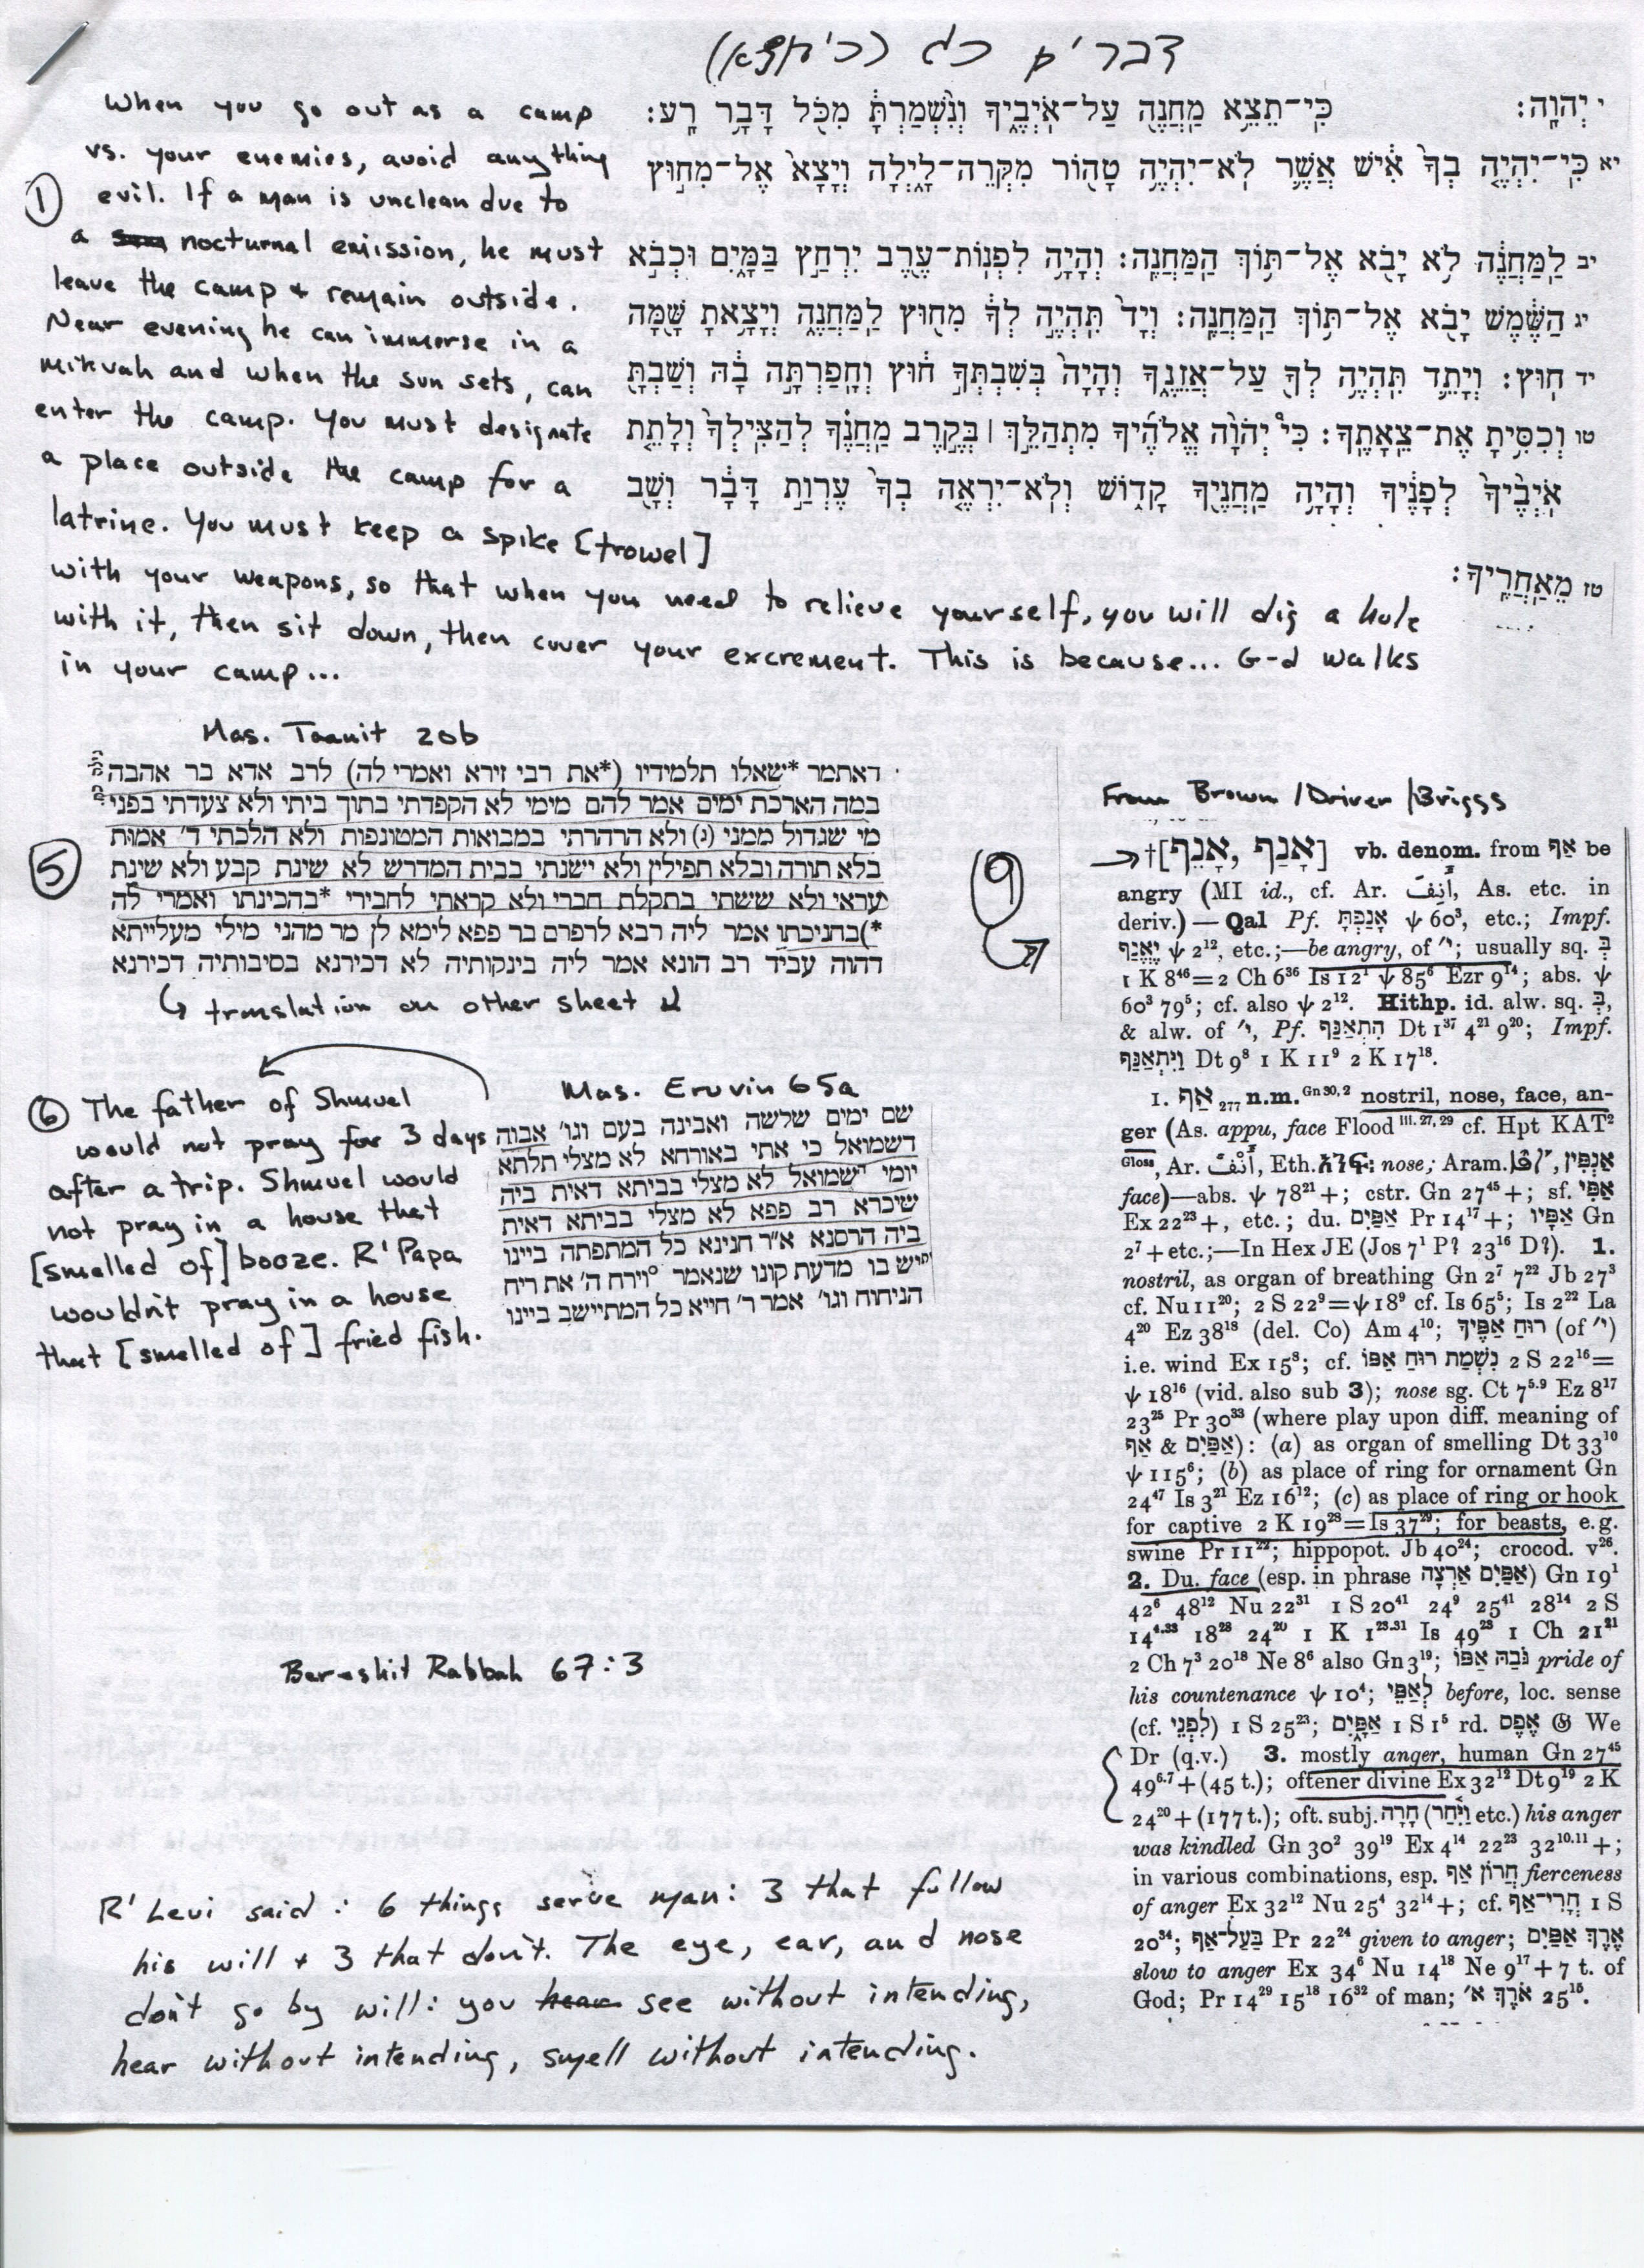 דברים כג (כי תצא)
When you go out as a camp
vs. your enemies, avoid anything
① evil. If a man is unclean due to
a nocturnal emission, he must
leave the camp + remain outside.
Near evening he can immerse in a
mikvah and when the sun sets, can
enter the camp. You must designate
a place outside the camp for a
latrine. You must keep a spike [trowel]
with your weapons, so that when you need to relieve yourself, you will dig a hole
with it, then sit down, then cover your excrement. This is because... G-d walks
in your camp...
י יְהוָה: כִּי־תֵצֵא מַחֲנֶה עַל־אֹיְבֶיךָ וְנִשְׁמַרְתָּ מִכֹּל דָּבָר רָע:
יא כִּי־יִהְיֶה בְךָ אִישׁ אֲשֶׁר לֹא־יִהְיֶה טָהוֹר מִקְּרֵה־לָיְלָה וְיָצָא אֶל־מִחוּץ
יב לַמַּחֲנֶה לֹא יָבֹא אֶל־תּוֹךְ הַמַּחֲנֶה: וְהָיָה לִפְנוֹת־עֶרֶב יִרְחַץ בַּמָּיִם וּכְבֹא
יג הַשֶּׁמֶשׁ יָבֹא אֶל־תּוֹךְ הַמַּחֲנֶה: וְיָד תִּהְיֶה לְךָ מִחוּץ לַמַּחֲנֶה וְיָצָאתָ שָׁמָּה
יד חוּץ: וְיָתֵד תִּהְיֶה לְךָ עַל־אֲזֵנֶךָ וְהָיָה בְּשִׁבְתְּךָ חוּץ וְחָפַרְתָּה בָהּ וְשַׁבְתָּ
טו וְכִסִּיתָ אֶת־צֵאָתֶךָ: כִּי יְהוָה אֱלֹהֶיךָ מִתְהַלֵּךְ | בְּקֶרֶב מַחֲנֶךָ לְהַצִּילְךָ וְלָתֵת
אֹיְבֶיךָ לְפָנֶיךָ וְהָיָה מַחֲנֶיךָ קָדוֹשׁ וְלֹא־יִרְאֶה בְךָ עֶרְוַת דָּבָר וְשָׁב
טז מֵאַחֲרֶיךָ:
Mas. Taanit 20b
⑤
דאתמר *שאלו תלמידיו (*את רבי זירא ואמרי לה) לרב אדא בר אהבה
במה הארכת ימים אמר להם מימי לא הקפדתי בתוך ביתי ולא צעדתי בפני
מי שגדול ממני (ג) ולא הרהרתי במבואות המטונפות ולא הלכתי ד' אמות
בלא תורה ובלא תפילין ולא ישנתי בבית המדרש לא שינת קבע ולא שינת
עראי ולא ששתי בתקלת חברי ולא קראתי לחבירי *בהכינתו ואמרי לה
*)בחניכתו אמר ליה רבא לרפרם בר פפא לימא לן מר מהני מילי מעלייתא
דהוה עביד רב הונא אמר ליה בינקותיה לא דכירנא בסיבותיה דכירנא
translation on other sheet
⑥ The father of Shmuel
would not pray for 3 days
after a trip. Shmuel would
not pray in a house that
[smelled of] booze. R' Papa
wouldn't pray in a house
that [smelled of] fried fish.
Mas. Eruvin 65a
שם ימים שלשה ואבינה בעם וגו' אבוה
דשמואל כי אתי באורחא לא מצלי תלתא
יומי שמואל לא מצלי בביתא דאית ביה
שיכרא רב פפא לא מצלי בביתא דאית
ביה הרסנא א"ר חנינא כל המתפתה ביינו
יש בו מדעת קונו שנאמר וירח ה' את ריח
הניחוח וגו' אמר ר' חייא כל המתיישב ביינו
Bereshit Rabbah 67:3
R' Levi said: 6 things serve man: 3 that follow
his will + 3 that don't. The eye, ear, and nose
don't go by will: you see without intending,
hear without intending, smell without intending.
From Brown/Driver/Briggs
⑨
→†[אָנַף, אָנֵף] vb. denom. from אַף be
angry (MI id., cf. Ar. أَنِفَ, As. etc. in
deriv.)—Qal Pf. אָנַפְתָּ ψ 60³, etc.; Impf.
יֶאֱנַף ψ 2¹², etc.;—be angry, of י״; usually sq. בְּ
1 K 8⁴⁶=2 Ch 6³⁶ Is 12¹ ψ 85⁶ Ezr 9¹⁴; abs. ψ
60³ 79⁵; cf. also ψ 2¹². Hithp. id. alw. sq. בְּ,
& alw. of י״, Pf. הִתְאַנַּף Dt 1³⁷ 4²¹ 9²⁰; Impf.
וַיִּתְאַנַּף Dt 9⁸ 1 K 11⁹ 2 K 17¹⁸.
I. אַף ₂₇₇ n.m. Gn 30, 2 nostril, nose, face, an-
ger (As. appu, face Flood III. 27, 29 cf. Hpt KAT²
Gloss, Ar. أَنْف, Eth. nose; Aram. אַנְפִּין,
face)—abs. ψ 78²¹+; cstr. Gn 27⁴⁵+; sf. אַפִּי
Ex 22²³+, etc.; du. אַפַּיִם Pr 14¹⁷+; אַפָּיו Gn
2⁷+etc.;—In Hex JE (Jos 7¹ P? 23¹⁶ D?). 1.
nostril, as organ of breathing Gn 2⁷ 7²² Jb 27³
cf. Nu 11²⁰; 2 S 22⁹=ψ18⁹ cf. Is 65⁵; Is 2²² La
4²⁰ Ez 38¹⁸ (del. Co) Am 4¹⁰; רוּחַ אַפֶּיךָ (of י״)
i.e. wind Ex 15⁸; cf. נִשְׁמַת רוּחַ אַפּוֹ 2 S 22¹⁶=
ψ 18¹⁶ (vid. also sub 3); nose sg. Ct 7⁵·⁹ Ez 8¹⁷
23²⁵ Pr 30³³ (where play upon diff. meaning of
אַף & אַפַּיִם): (a) as organ of smelling Dt 33¹⁰
ψ 115⁶; (b) as place of ring for ornament Gn
24⁴⁷ Is 3²¹ Ez 16¹²; (c) as place of ring or hook
for captive 2 K 19²⁸=Is 37²⁹; for beasts, e.g.
swine Pr 11²²; hippopot. Jb 40²⁴; crocod. v²⁶.
2. Du. face (esp. in phrase אַפַּיִם אַרְצָה) Gn 19¹
42⁶ 48¹² Nu 22³¹ 1 S 20⁴¹ 24⁹ 25⁴¹ 28¹⁴ 2 S
14⁴·³³ 18²⁸ 24²⁰ 1 K 1²³·³¹ Is 49²³ 1 Ch 21²¹
2 Ch 7³ 20¹⁸ Ne 8⁶ also Gn 3¹⁹; גֹּבַהּ אַפּוֹ pride of
his countenance ψ 10⁴; לְאַפֵּי before, loc. sense
(cf. לִפְנֵי) 1 S 25²³; אַפָּיִם 1 S 1⁵ rd. אֶפֶס 𝔊 We
Dr (q.v.) 3. mostly anger, human Gn 27⁴⁵
49⁶·⁷+(45 t.); oftener divine Ex 32¹² Dt 9¹⁹ 2 K
24²⁰+(177 t.); oft. subj. חָרָה (וַיִּחַר etc.) his anger
was kindled Gn 30² 39¹⁹ Ex 4¹⁴ 22²³ 32¹⁰·¹¹+;
in various combinations, esp. חֲרוֹן אַף fierceness
of anger Ex 32¹² Nu 25⁴ 32¹⁴+; cf. חֳרִי־אַף 1 S
20³⁴; בַּעַל־אַף Pr 22²⁴ given to anger; אֶרֶךְ אַפַּיִם
slow to anger Ex 34⁶ Nu 14¹⁸ Ne 9¹⁷+7 t. of
God; Pr 14²⁹ 15¹⁸ 16³² of man; אֹרֶךְ א׳ 25¹⁵.